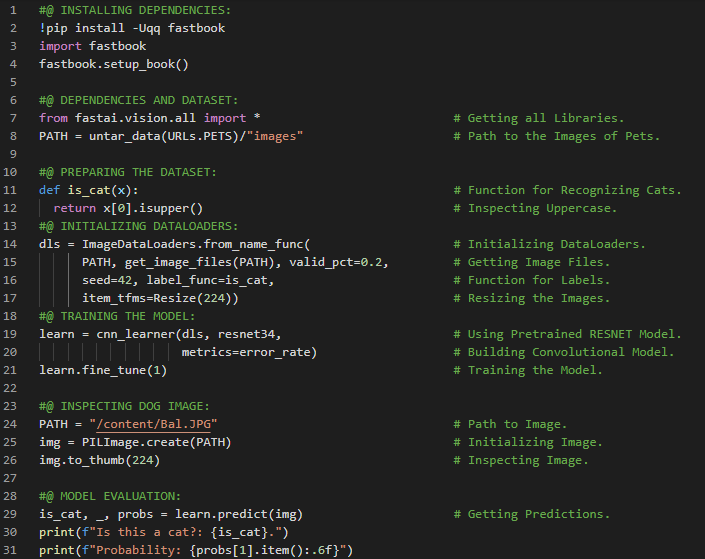 1 #@ INSTALLING DEPENDENCIES:
2 !pip install -Uqq fastbook
3 import fastbook
4 fastbook.setup_book()
5
6 #@ DEPENDENCIES AND DATASET:
7 from fastai.vision.all import * # Getting all Libraries.
8 PATH = untar_data(URLs.PETS)/"images" # Path to the Images of Pets.
9
10 #@ PREPARING THE DATASET:
11 def is_cat(x): # Function for Recognizing Cats.
12 return x[0].isupper() # Inspecting Uppercase.
13 #@ INITIALIZING DATALOADERS:
14 dls = ImageDataLoaders.from_name_func( # Initializing DataLoaders.
15 PATH, get_image_files(PATH), valid_pct=0.2, # Getting Image Files.
16 seed=42, label_func=is_cat, # Function for Labels.
17 item_tfms=Resize(224)) # Resizing the Images.
18 #@ TRAINING THE MODEL:
19 learn = cnn_learner(dls, resnet34, # Using Pretrained RESNET Model.
20 metrics=error_rate) # Building Convolutional Model.
21 learn.fine_tune(1) # Training the Model.
22
23 #@ INSPECTING DOG IMAGE:
24 PATH = "/content/Bal.JPG" # Path to Image.
25 img = PILImage.create(PATH) # Initializing Image.
26 img.to_thumb(224) # Inspecting Image.
27
28 #@ MODEL EVALUATION:
29 is_cat, _, probs = learn.predict(img) # Getting Predictions.
30 print(f"Is this a cat?: {is_cat}.")
31 print(f"Probability: {probs[1].item():.6f}")